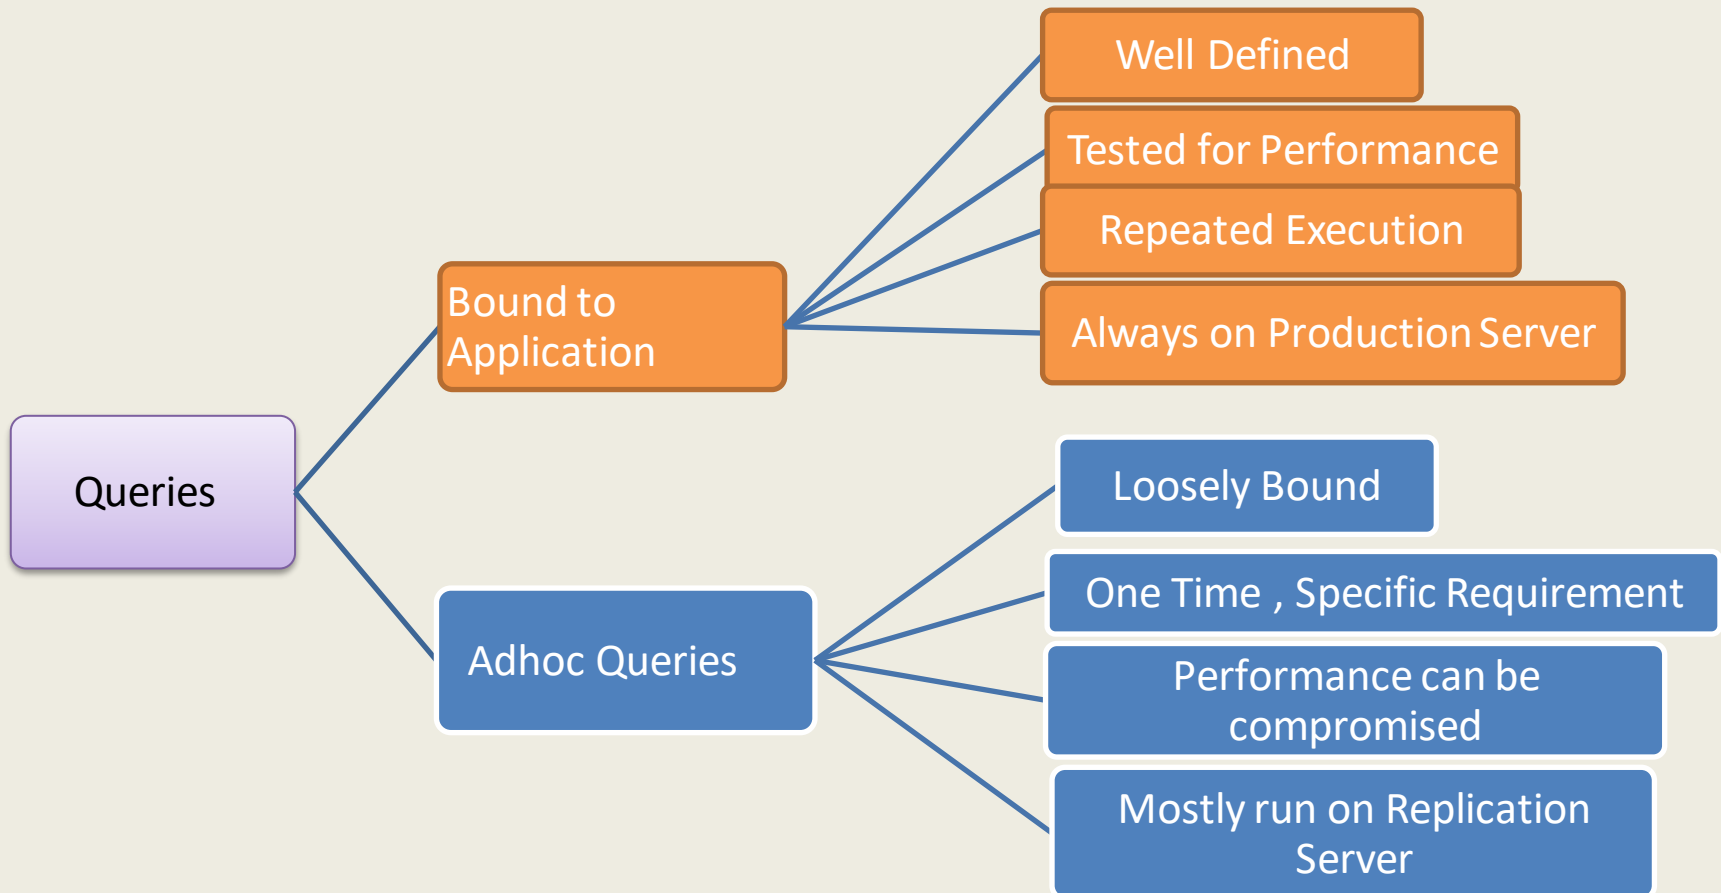 Well Defined
Tested for Performance
Repeated Execution
Bound to
Application
Always on Production Server
Queries
Loosely Bound
One Time , Specific Requirement
Adhoc Queries
Performance can be
compromised
Mostly run on Replication
Server